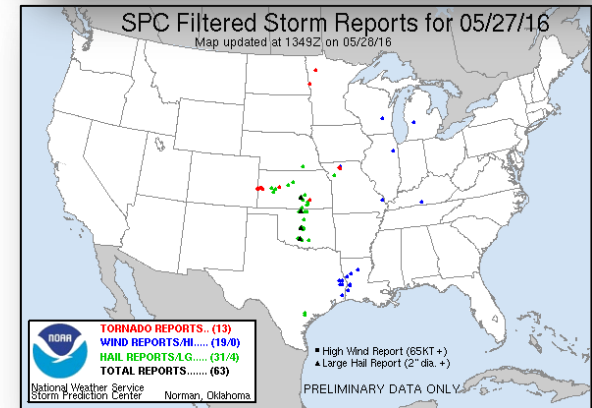 SPC Filtered Storm Reports for 05/27/16
Map updated at 1349Z on 05/28/16
NOAA
TORNADO REPORTS.. (13)
WIND REPORTS/HI..... (19/0)
HAIL REPORTS/LG..... (31/4)
TOTAL REPORTS....... (63)
National Weather Service
Storm Prediction Center Norman, Oklahoma
High Wind Report (65KT +)
Large Hail Report (2" dia. +)
PRELIMINARY DATA ONLY